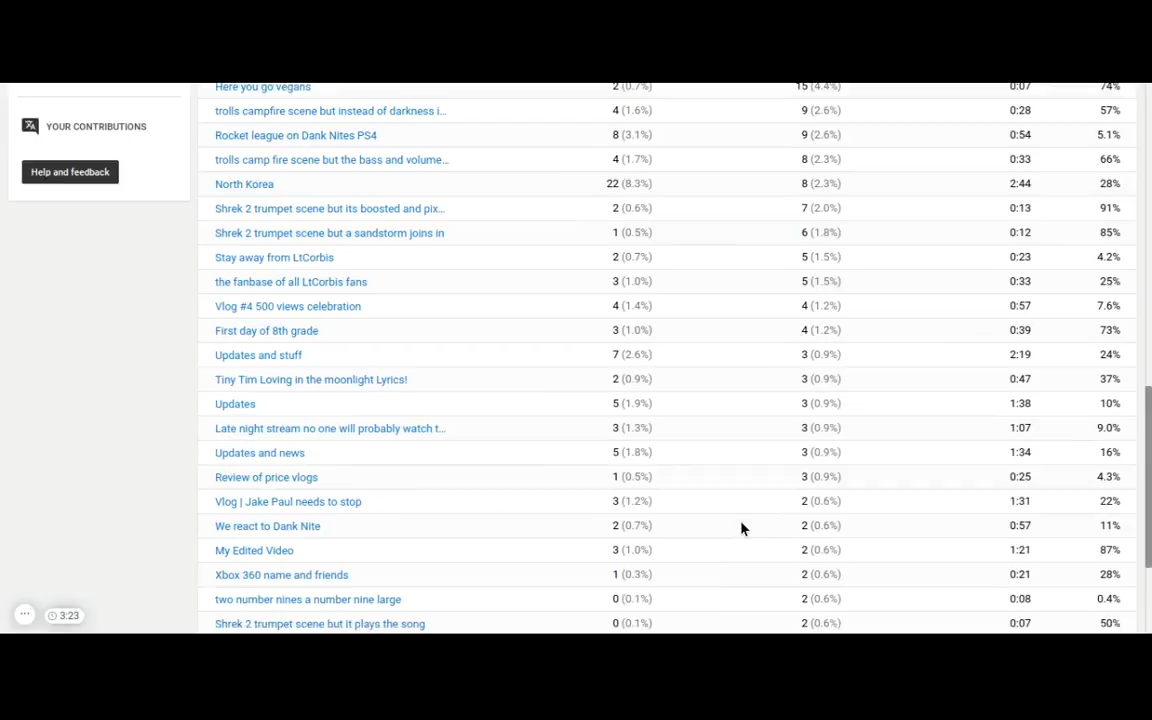 Here you go vegans 2 (0.7%) 15 (4.4%) 0:07 74%
YOUR CONTRIBUTIONS
Help and feedback
trolls campfire scene but instead of darkness i... 4 (1.6%) 9 (2.6%) 0:28 57%
Rocket league on Dank Nites PS4 8 (3.1%) 9 (2.6%) 0:54 5.1%
trolls camp fire scene but the bass and volume... 4 (1.7%) 8 (2.3%) 0:33 66%
North Korea 22 (8.3%) 8 (2.3%) 2:44 28%
Shrek 2 trumpet scene but its boosted and pix... 2 (0.6%) 7 (2.0%) 0:13 91%
Shrek 2 trumpet scene but a sandstorm joins in 1 (0.5%) 6 (1.8%) 0:12 85%
Stay away from LtCorbis 2 (0.7%) 5 (1.5%) 0:23 4.2%
the fanbase of all LtCorbis fans 3 (1.0%) 5 (1.5%) 0:33 25%
Vlog #4 500 views celebration 4 (1.4%) 4 (1.2%) 0:57 7.6%
First day of 8th grade 3 (1.0%) 4 (1.2%) 0:39 73%
Updates and stuff 7 (2.6%) 3 (0.9%) 2:19 24%
Tiny Tim Loving in the moonlight Lyrics! 2 (0.9%) 3 (0.9%) 0:47 37%
Updates 5 (1.9%) 3 (0.9%) 1:38 10%
Late night stream no one will probably watch t... 3 (1.3%) 3 (0.9%) 1:07 9.0%
Updates and news 5 (1.8%) 3 (0.9%) 1:34 16%
Review of price vlogs 1 (0.5%) 3 (0.9%) 0:25 4.3%
Vlog | Jake Paul needs to stop 3 (1.2%) 2 (0.6%) 1:31 22%
We react to Dank Nite 2 (0.7%) 2 (0.6%) 0:57 11%
My Edited Video 3 (1.0%) 2 (0.6%) 1:21 87%
Xbox 360 name and friends 1 (0.3%) 2 (0.6%) 0:21 28%
two number nines a number nine large 0 (0.1%) 2 (0.6%) 0:08 0.4%
Shrek 2 trumpet scene but it plays the song 0 (0.1%) 2 (0.6%) 0:07 50%
3:23